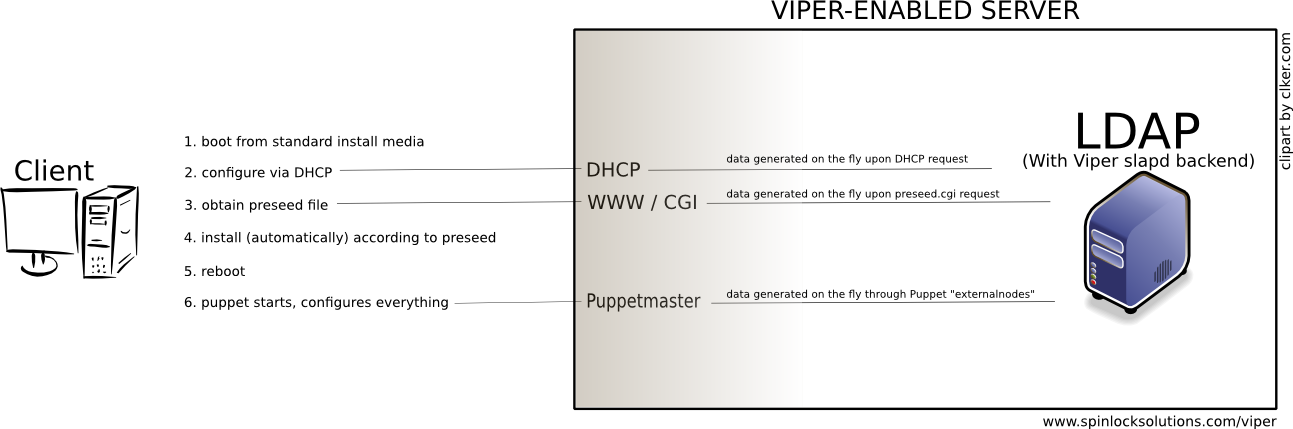 VIPER-ENABLED SERVER
clipart by clker.com
LDAP
(With Viper slapd backend)
Client
1. boot from standard install media
2. configure via DHCP
DHCP
data generated on the fly upon DHCP request
3. obtain preseed file
WWW / CGI
data generated on the fly upon preseed.cgi request
4. install (automatically) according to preseed
5. reboot
6. puppet starts, configures everything
Puppetmaster
data generated on the fly through Puppet "externalnodes"
www.spinlocksolutions.com/viper